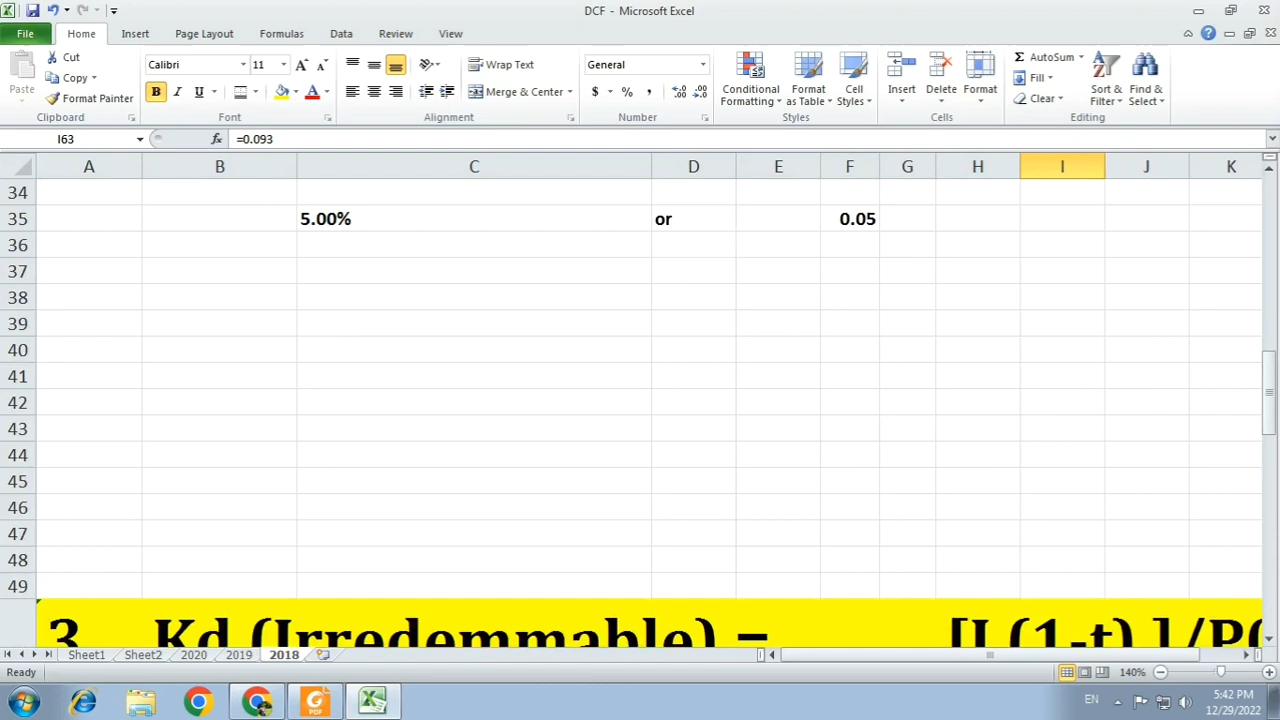 DCF - Microsoft Excel
File Home Insert Page Layout Formulas Data Review View
Cut
Copy
Format Painter
Paste
Clipboard
Calibri 11 A A
B I U A
Font
Wrap Text
Merge & Center
Alignment
General
$ % ,
Number
Conditional Formatting
Format as Table
Cell Styles
Styles
Insert Delete Format
Cells
Σ AutoSum
Fill
Clear
Sort & Filter
Find & Select
Editing
I63 fx =0.093
A B C D E F G H I J K
34
35 5.00% or 0.05
36
37
38
39
40
41
42
43
44
45
46
47
48
49
3 Kd (Irredemmable) =
Sheet1 Sheet2 2020 2019 2018
Ready 140%
EN 5:42 PM
12/29/2022